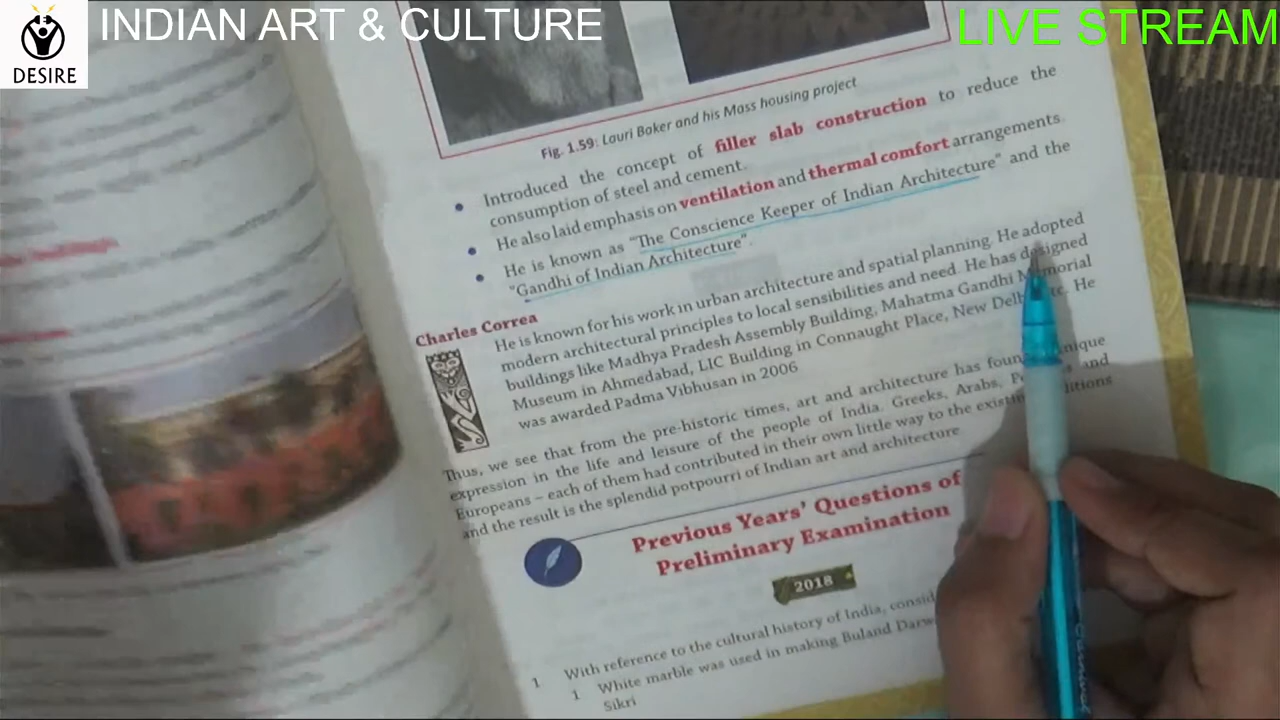 INDIAN ART & CULTURE
LIVE STREAM
DESIRE
Fig. 1.59: Lauri Baker and his Mass housing project
Introduced the concept of filler slab construction to reduce the
consumption of steel and cement.
He also laid emphasis on ventilation and thermal comfort arrangements.
He is known as "The Conscience Keeper of Indian Architecture" and the
"Gandhi of Indian Architecture".
Charles Correa
He is known for his work in urban architecture and spatial planning. He adopted
modern architectural principles to local sensibilities and need. He has designed
buildings like Madhya Pradesh Assembly Building, Mahatma Gandhi Memorial
Museum in Ahmedabad, LIC Building in Connaught Place, New Delhi etc. He
was awarded Padma Vibhusan in 2006
Thus, we see that from the pre-historic times, art and architecture has found unique
expression in the life and leisure of the people of India. Greeks, Arabs, and
Europeans – each of them had contributed in their own little way to the existing
and the result is the splendid potpourri of Indian art and architecture
Previous Years' Questions of
Preliminary Examination
2018
1 With reference to the cultural history of India,
1 White marble was used in making Buland
Sikri